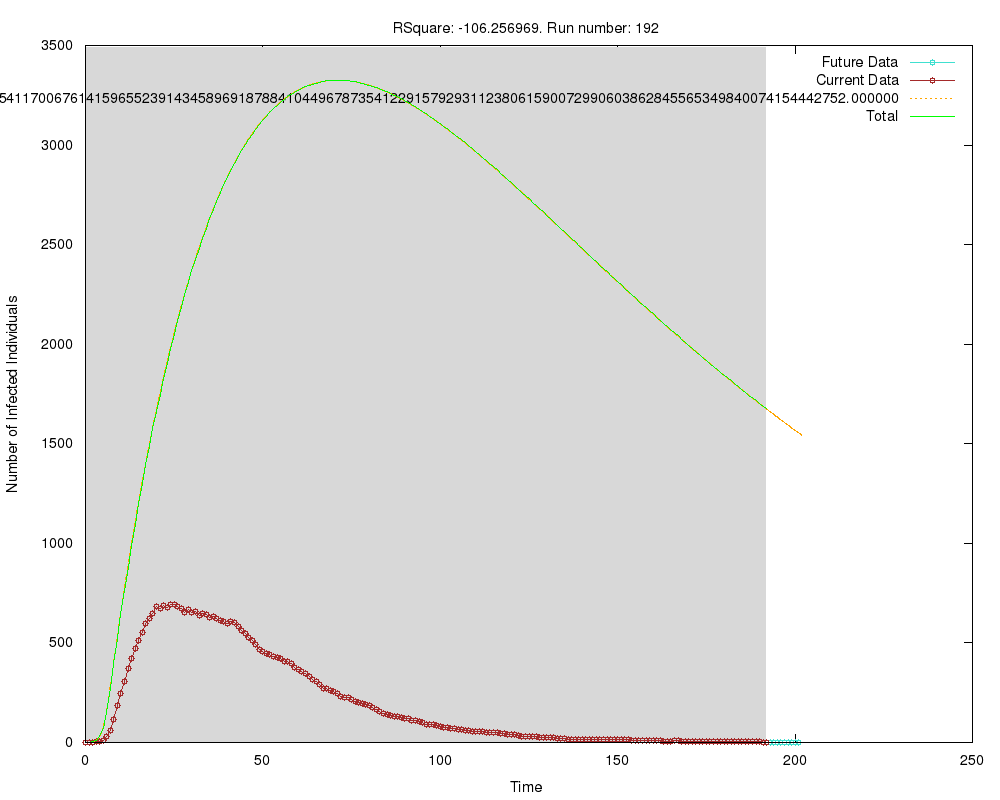 RSquare: -106.256969. Run number: 192
3500
3000
2500
2000
1500
1000
500
0
0
50
100
150
200
250
Number of Infected Individuals
Time
Future Data
Current Data
Total